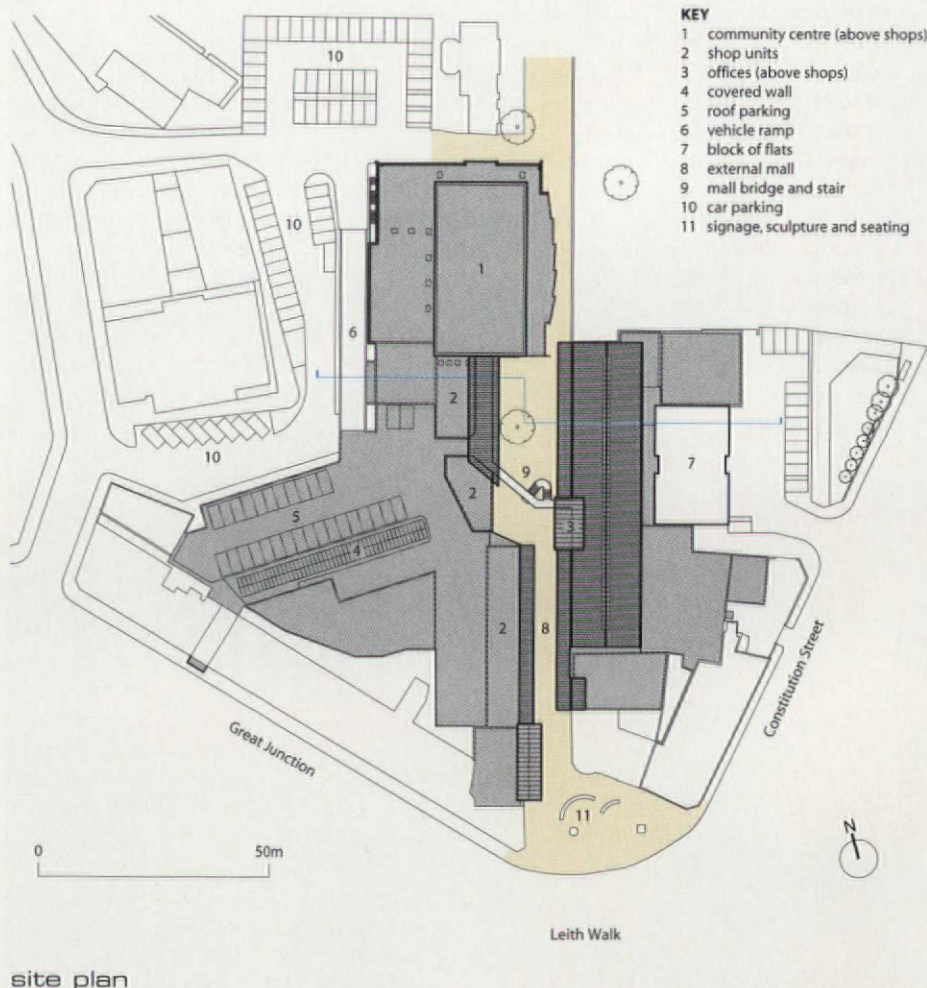 KEY
1 community centre (above shops)
2 shop units
3 offices (above shops)
4 covered wall
5 roof parking
6 vehicle ramp
7 block of flats
8 external mall
9 mall bridge and stair
10 car parking
11 signage, sculpture and seating
10
10
1
6
2
10
7
9
2
5
3
4
2
8
Great Junction
Constitution Street
11
0 50m
N
Leith Walk
site plan